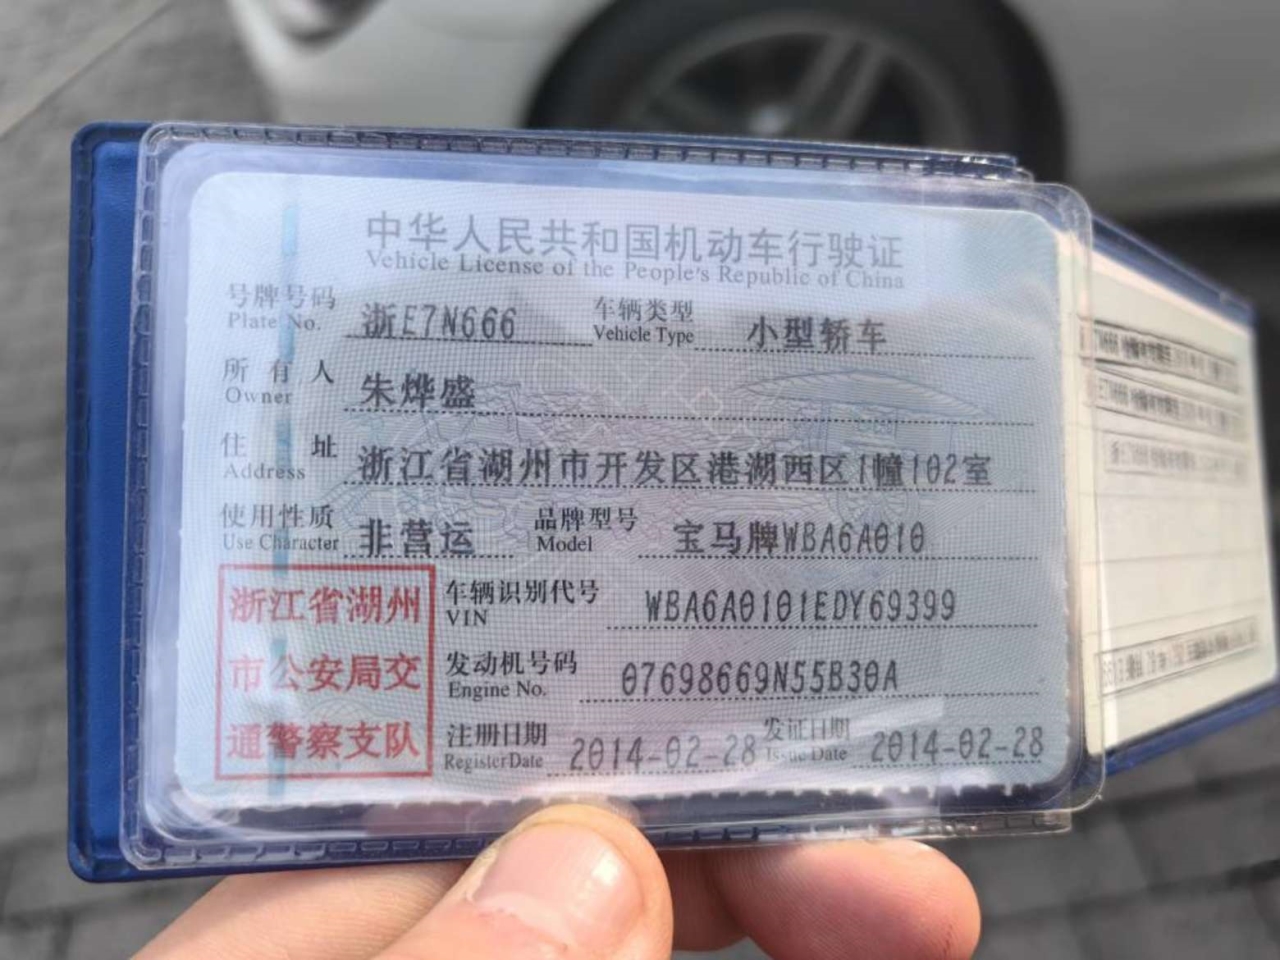 中华人民共和国机动车行驶证
Vehicle License of the People's Republic of China
号牌号码 浙E7N666 车辆类型 小型轿车
Plate No. Vehicle Type
所有人 朱烨盛
Owner
住址 浙江省湖州市开发区港湖西区1幢102室
Address
使用性质 非营运 品牌型号 宝马牌WBA6A010
Use Character Model
浙江省湖州
市公安局交
通警察支队
车辆识别代号 WBA6A0101EDY69399
VIN
发动机号码 07698669N55B30A
Engine No.
注册日期 2014-02-28 发证日期 2014-02-28
Register Date Issue Date